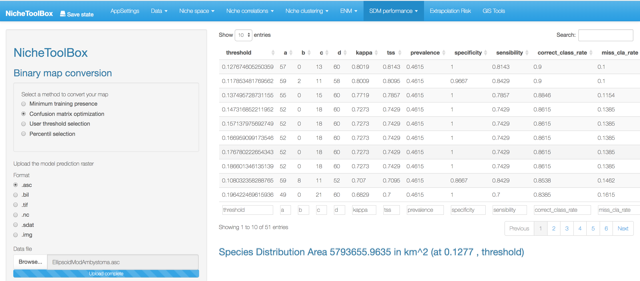 NicheToolBox Save state AppSettings Data Niche space Niche correlations Niche clustering ENM SDM performance Extrapolation Risk GIS Tools
NicheToolBox
Binary map conversion
Select a method to convert your map
Minimum training presence
Confusion matrix optimization
User threshold selection
Percentil selection
Upload the model prediction raster
Format
.asc
.bil
.tif
.nc
.sdat
.img
Data file
Browse... EllipsoidModAmbystoma.asc
Upload complete
Show 10 entries Search:
threshold a b c d kappa tss prevalence specificity sensibility correct_class_rate miss_cla_rate
0.127674605250359 57 0 13 60 0.8019 0.8143 0.4615 1 0.8143 0.9 0.1
0.117853481769562 59 2 11 58 0.8009 0.8095 0.4615 0.9667 0.8429 0.9 0.1
0.137495728731155 55 0 15 60 0.7719 0.7857 0.4615 1 0.7857 0.8846 0.1154
0.147316852211952 52 0 18 60 0.7273 0.7429 0.4615 1 0.7429 0.8615 0.1385
0.157137975692749 52 0 18 60 0.7273 0.7429 0.4615 1 0.7429 0.8615 0.1385
0.166959099173546 52 0 18 60 0.7273 0.7429 0.4615 1 0.7429 0.8615 0.1385
0.176780222654343 52 0 18 60 0.7273 0.7429 0.4615 1 0.7429 0.8615 0.1385
0.186601346135139 52 0 18 60 0.7273 0.7429 0.4615 1 0.7429 0.8615 0.1385
0.108032358288765 59 8 11 52 0.707 0.7095 0.4615 0.8667 0.8429 0.8538 0.1462
0.196422469615936 49 0 21 60 0.6829 0.7 0.4615 1 0.7 0.8385 0.1615
threshold a b c d kappa tss prevalence specificity sensibility correct_class_rate miss_cla_rate
Showing 1 to 10 of 51 entries Previous 1 2 3 4 5 6 Next
Species Distribution Area 5793655.9635 in km^2 (at 0.1277 , threshold)